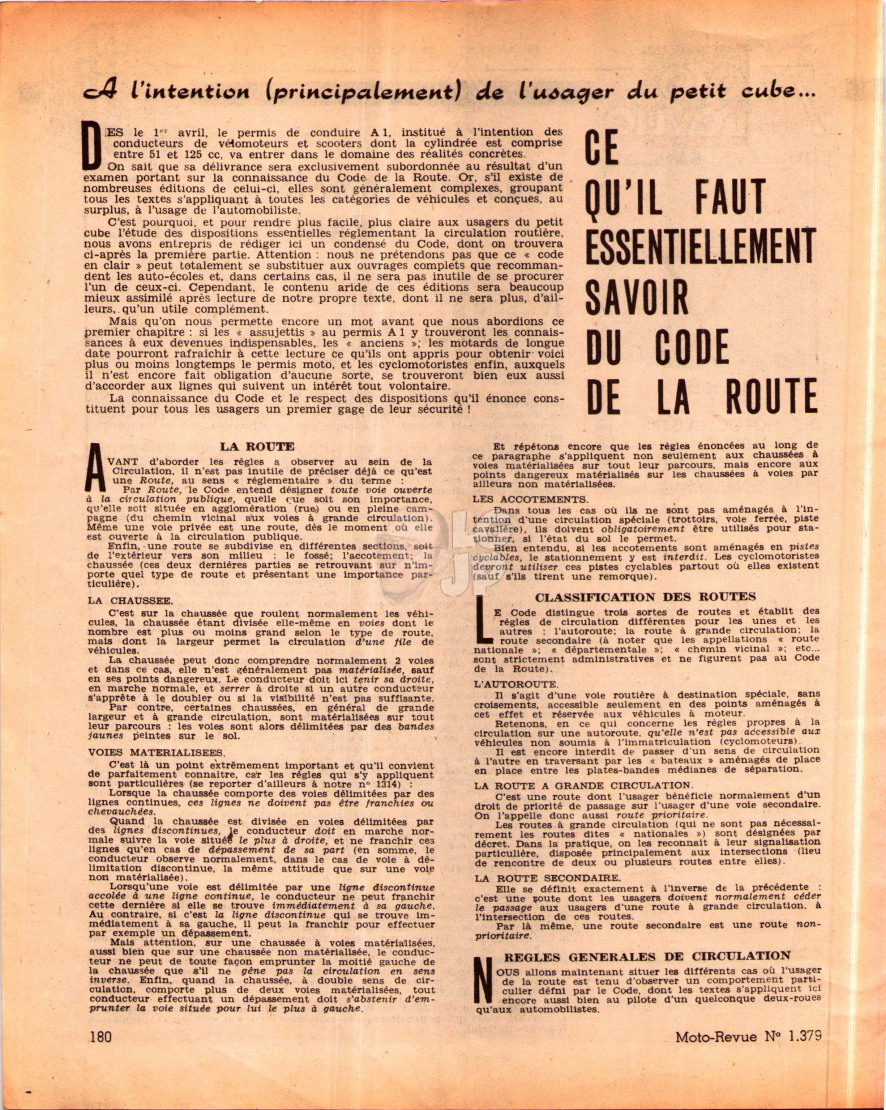 A l'intention (principalement) de l'usager du petit cube...
DES le 1er avril, le permis de conduire A 1, institué à l'intention des
conducteurs de vélomoteurs et scooters dont la cylindrée est comprise
entre 51 et 125 cc, va entrer dans le domaine des réalités concrètes.
On sait que sa délivrance sera exclusivement subordonnée au résultat d'un
examen portant sur la connaissance du Code de la Route. Or, s'il existe de
nombreuses éditions de celui-ci, elles sont généralement complexes, groupant
tous les textes s'appliquant à toutes les catégories de véhicules et conçues, au
surplus, à l'usage de l'automobiliste.
C'est pourquoi, et pour rendre plus facile, plus claire aux usagers du petit
cube l'étude des dispositions essentielles réglementant la circulation routière,
nous avons entrepris de rédiger ici un condensé du Code, dont on trouvera
ci-après la première partie. Attention : nous ne prétendons pas que ce « code
en clair » peut totalement se substituer aux ouvrages complets que recomman-
dent les auto-écoles et, dans certains cas, il ne sera pas inutile de se procurer
l'un de ceux-ci. Cependant, le contenu aride de ces éditions sera beaucoup
mieux assimilé après lecture de notre propre texte, dont il ne sera plus, d'ail-
leurs, qu'un utile complément.
Mais qu'on nous permette encore un mot avant que nous abordions ce
premier chapitre : si les « assujettis » au permis A 1 y trouveront les connais-
sances à eux devenues indispensables, les « anciens »; les motards de longue
date pourront rafraîchir à cette lecture ce qu'ils ont appris pour obtenir voici
plus ou moins longtemps le permis moto, et les cyclomotoristes enfin, auxquels
il n'est encore fait obligation d'aucune sorte, se trouveront bien eux aussi
d'accorder aux lignes qui suivent un intérêt tout volontaire.
La connaissance du Code et le respect des dispositions qu'il énonce cons-
tituent pour tous les usagers un premier gage de leur sécurité !
CE
QU'IL FAUT
ESSENTIELLEMENT
SAVOIR
DU CODE
DE LA ROUTE
LA ROUTE
AVANT d'aborder les règles a observer au sein de la
Circulation, il n'est pas inutile de préciser déjà ce qu'est
une Route, au sens « réglementaire » du terme :
Par Route, le Code entend désigner toute voie ouverte
à la circulation publique, quelle que soit son importance,
qu'elle soit située en agglomération (rue) ou en pleine cam-
pagne (du chemin vicinal aux voies à grande circulation).
Même une voie privée est une route, dès le moment où elle
est ouverte à la circulation publique.
Enfin, une route se subdivise en différentes sections, soit
de l'extérieur vers son milieu : le fossé; l'accotement; la
chaussée (ces deux dernières parties se retrouvant sur n'im-
porte quel type de route et présentant une importance par-
ticulière).
LA CHAUSSEE.
C'est sur la chaussée que roulent normalement les véhi-
cules, la chaussée étant divisée elle-même en voies dont le
nombre est plus ou moins grand selon le type de route,
mais dont la largeur permet la circulation d'une file de
véhicules.
La chaussée peut donc comprendre normalement 2 voies
et dans ce cas, elle n'est généralement pas matérialisée, sauf
en ses points dangereux. Le conducteur doit ici tenir sa droite,
en marche normale, et serrer à droite si un autre conducteur
s'apprête à le doubler ou si la visibilité n'est pas suffisante.
Par contre, certaines chaussées, en général de grande
largeur et à grande circulation, sont matérialisées sur tout
leur parcours : les voies sont alors délimitées par des bandes
jaunes peintes sur le sol.
VOIES MATERIALISEES.
C'est là un point extrêmement important et qu'il convient
de parfaitement connaître, car les règles qui s'y appliquent
sont particulières (se reporter d'ailleurs à notre n° 1314) :
Lorsque la chaussée comporte des voies délimitées par des
lignes continues, ces lignes ne doivent pas être franchies ou
chevauchées.
Quand la chaussée est divisée en voies délimitées par
des lignes discontinues, le conducteur doit en marche nor-
male suivre la voie située le plus à droite, et ne franchir ces
lignes qu'en cas de dépassement de sa part (en somme, le
conducteur observe normalement, dans le cas de voie à dé-
limitation discontinue, la même attitude que sur une voie
non matérialisée).
Lorsqu'une voie est délimitée par une ligne discontinue
accolée à une ligne continue, le conducteur ne peut franchir
cette dernière si elle se trouve immédiatement à sa gauche.
Au contraire, si c'est la ligne discontinue qui se trouve im-
médiatement à sa gauche, il peut la franchir pour effectuer
par exemple un dépassement.
Mais attention, sur une chaussée à voies matérialisées,
aussi bien que sur une chaussée non matérialisée, le conduc-
teur ne peut de toute façon emprunter la moitié gauche de
la chaussée que s'il ne gêne pas la circulation en sens
inverse. Enfin, quand la chaussée, à double sens de cir-
culation, comporte plus de deux voies matérialisées, tout
conducteur effectuant un dépassement doit s'abstenir d'em-
prunter la voie située pour lui le plus à gauche.
Et répétons encore que les règles énoncées au long de
ce paragraphe s'appliquent non seulement aux chaussées à
voies matérialisées sur tout leur parcours, mais encore aux
points dangereux matérialisés sur les chaussées à voies par
ailleurs non matérialisées.
LES ACCOTEMENTS.
Dans tous les cas où ils ne sont pas aménagés à l'in-
tention d'une circulation spéciale (trottoirs, voie ferrée, piste
cavalière), ils doivent obligatoirement être utilisés pour sta-
tionner, si l'état du sol le permet.
Bien entendu, si les accotements sont aménagés en pistes
cyclables, le stationnement y est interdit. Les cyclomotoristes
devront utiliser ces pistes cyclables partout où elles existent
(sauf s'ils tirent une remorque).
CLASSIFICATION DES ROUTES
LE Code distingue trois sortes de routes et établit des
règles de circulation différentes pour les unes et les
autres : l'autoroute; la route à grande circulation; la
route secondaire (à noter que les appellations « route
nationale »; « départementale »; « chemin vicinal »; etc...
sont strictement administratives et ne figurent pas au Code
de la Route).
L'AUTOROUTE.
Il s'agit d'une voie routière à destination spéciale, sans
croisements, accessible seulement en des points aménagés à
cet effet et réservée aux véhicules à moteur.
Retenons, en ce qui concerne les règles propres à la
circulation sur une autoroute, qu'elle n'est pas accessible aux
véhicules non soumis à l'immatriculation (cyclomoteurs).
Il est encore interdit de passer d'un sens de circulation
à l'autre en traversant par les « bateaux » aménagés de place
en place entre les plates-bandes médianes de séparation.
LA ROUTE A GRANDE CIRCULATION.
C'est une route dont l'usager bénéficie normalement d'un
droit de priorité de passage sur l'usager d'une voie secondaire.
On l'appelle donc aussi route prioritaire.
Les routes à grande circulation (qui ne sont pas nécessai-
rement les routes dites « nationales ») sont désignées par
décret. Dans la pratique, on les reconnait à leur signalisation
particulière, disposée principalement aux intersections (lieu
de rencontre de deux ou plusieurs routes entre elles).
LA ROUTE SECONDAIRE.
Elle se définit exactement à l'inverse de la précédente :
c'est une route dont les usagers doivent normalement céder
le passage aux usagers d'une route à grande circulation, à
l'intersection de ces routes.
Par là même, une route secondaire est une route non-
prioritaire.
REGLES GENERALES DE CIRCULATION
NOUS allons maintenant situer les différents cas où l'usager
de la route est tenu d'observer un comportement parti-
culier défni par le Code, dont les textes s'appliquent ici
encore aussi bien au pilote d'un quelconque deux-roues
qu'aux automobilistes.
180
Moto-Revue N° 1.379